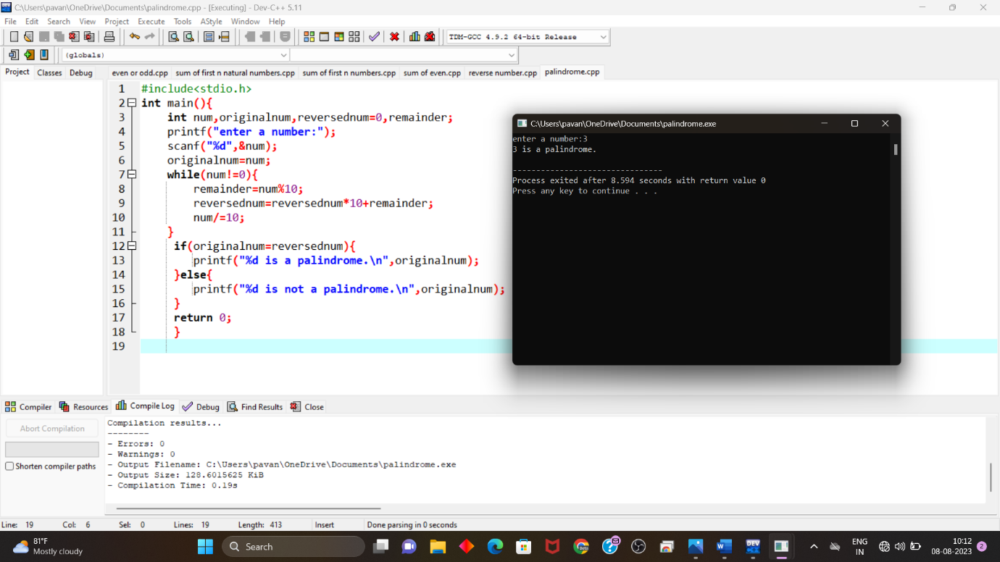 C:\Users\pavan\OneDrive\Documents\palindrome.cpp - [Executing] - Dev-C++ 5.11
File Edit Search View Project Execute Tools AStyle Window Help
TDM-GCC 4.9.2 64-bit Release
(globals)
Project Classes Debug
even or odd.cpp sum of first n natural numbers.cpp sum of first n numbers.cpp sum of even.cpp reverse number.cpp palindrome.cpp
1 #include<stdio.h>
2 int main(){
3 int num,originalnum,reversednum=0,remainder;
4 printf("enter a number:");
5 scanf("%d",&num);
6 originalnum=num;
7 while(num!=0){
8 remainder=num%10;
9 reversednum=reversednum*10+remainder;
10 num/=10;
11 }
12 if(originalnum=reversednum){
13 printf("%d is a palindrome.\n",originalnum);
14 }else{
15 printf("%d is not a palindrome.\n",originalnum);
16 }
17 return 0;
18 }
19
C:\Users\pavan\OneDrive\Documents\palindrome.exe
enter a number:3
3 is a palindrome.
--------------------------------
Process exited after 8.594 seconds with return value 0
Press any key to continue . . .
Compiler Resources Compile Log Debug Find Results Close
Abort Compilation
Shorten compiler paths
Compilation results...
--------
- Errors: 0
- Warnings: 0
- Output Filename: C:\Users\pavan\OneDrive\Documents\palindrome.exe
- Output Size: 128.6015625 KiB
- Compilation Time: 0.19s
Line: 19 Col: 6 Sel: 0 Lines: 19 Length: 413 Insert Done parsing in 0 seconds
81°F
Mostly cloudy
Search
Beta
DEV
ENG
IN
10:12
08-08-2023
2